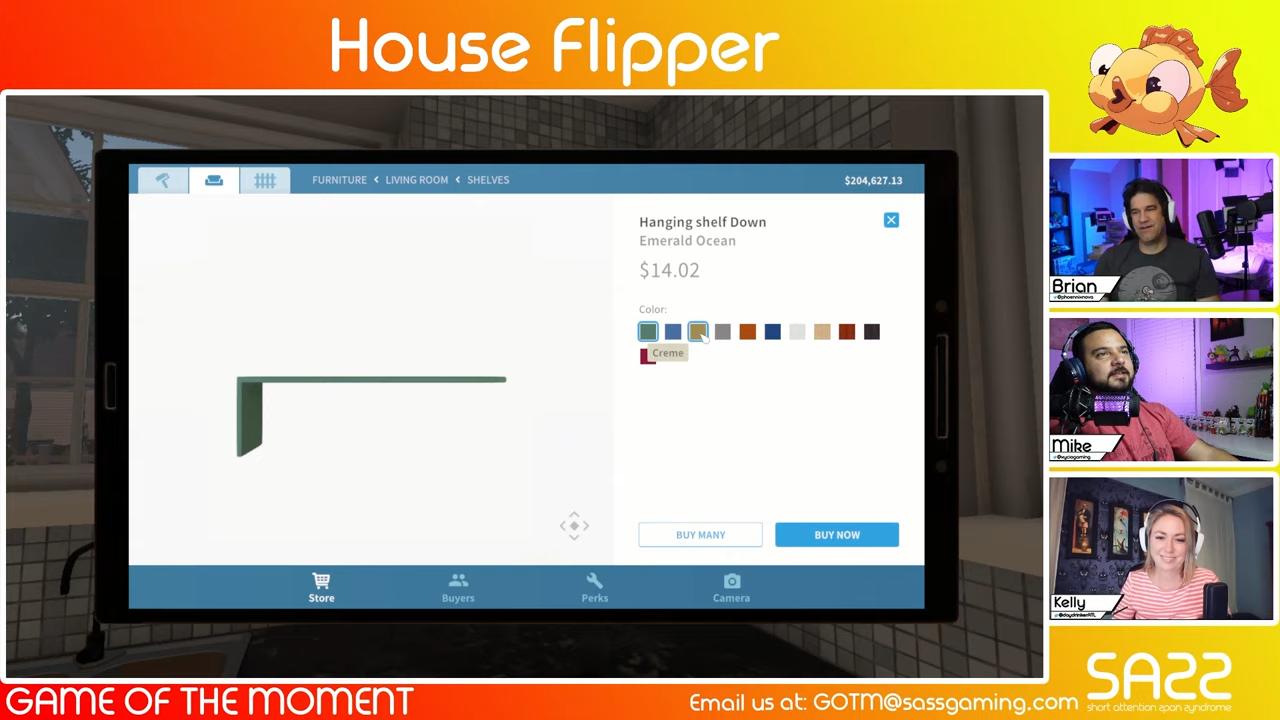 House Flipper
FURNITURE < LIVING ROOM < SHELVES
$204,627.13
Hanging shelf Down
Emerald Ocean
$14.02
Color:
Creme
BUY MANY
BUY NOW
Store
Buyers
Perks
Camera
Brian
@phoennixnova
Mike
Kelly
@daydrinkerATL
GAME OF THE MOMENT
Email us at: GOTM@sassgaming.com
SASS
short attention span syndrome